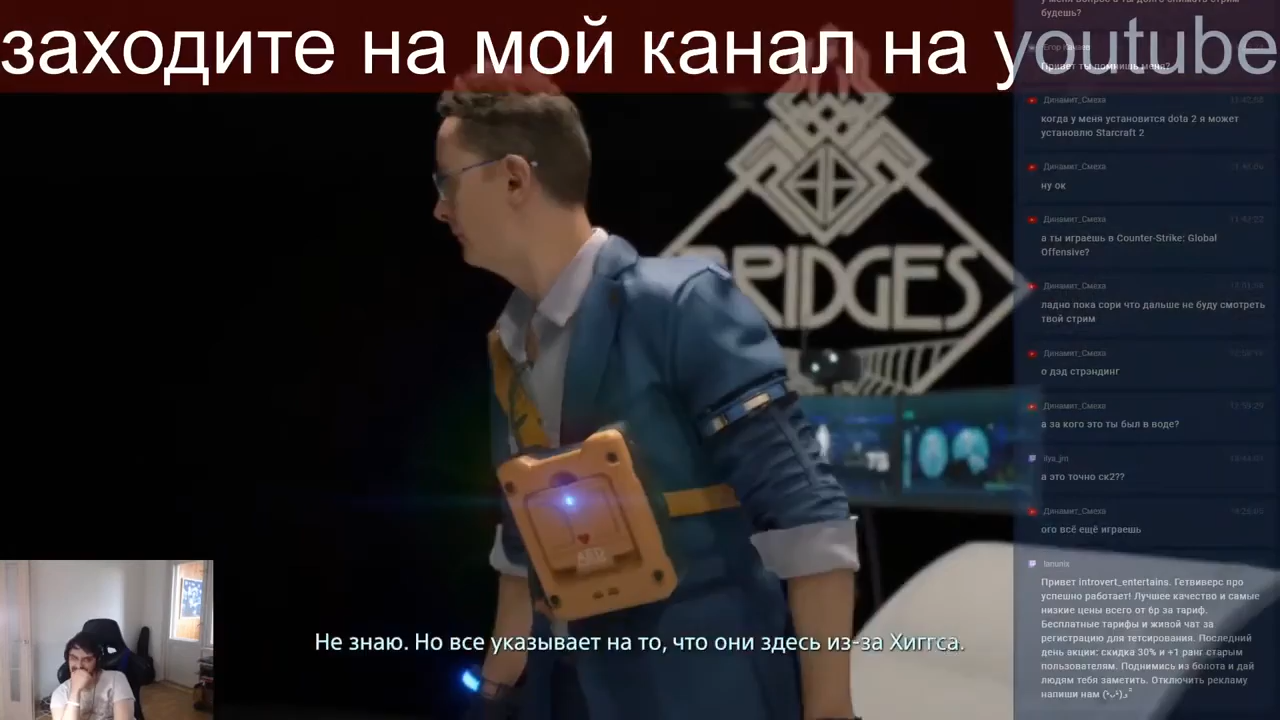 заходите на мой канал на youtube
BRIDGES
Не знаю. Но все указывает на то, что они здесь из-за Хиггса.
будешь?
Привет ты помнишь меня?
Динамит_Смеха
когда у меня установится dota 2 я может
установлю Starcraft 2
Динамит_Смеха
ну ок
Динамит_Смеха
а ты играешь в Counter-Strike: Global
Offensive?
Динамит_Смеха
ладно пока сори что дальше не буду смотреть
твой стрим
Динамит_Смеха
о дэд стрэндинг
Динамит_Смеха
а за кого это ты был в воде?
ilya_jrn
а это точно ск2??
Динамит_Смеха
ого всё ещё играешь
Привет introvert_entertains. Гетвиверс про
успешно работает! Лучшее качество и самые
низкие цены всего от 6р за тариф.
Бесплатные тарифы и живой чат за
регистрацию для тетсирования. Последний
день акции: скидка 30% и +1 ранг старым
пользователям. Поднимись из болота и дай
людям тебя заметить. Отключить рекламу
напиши нам